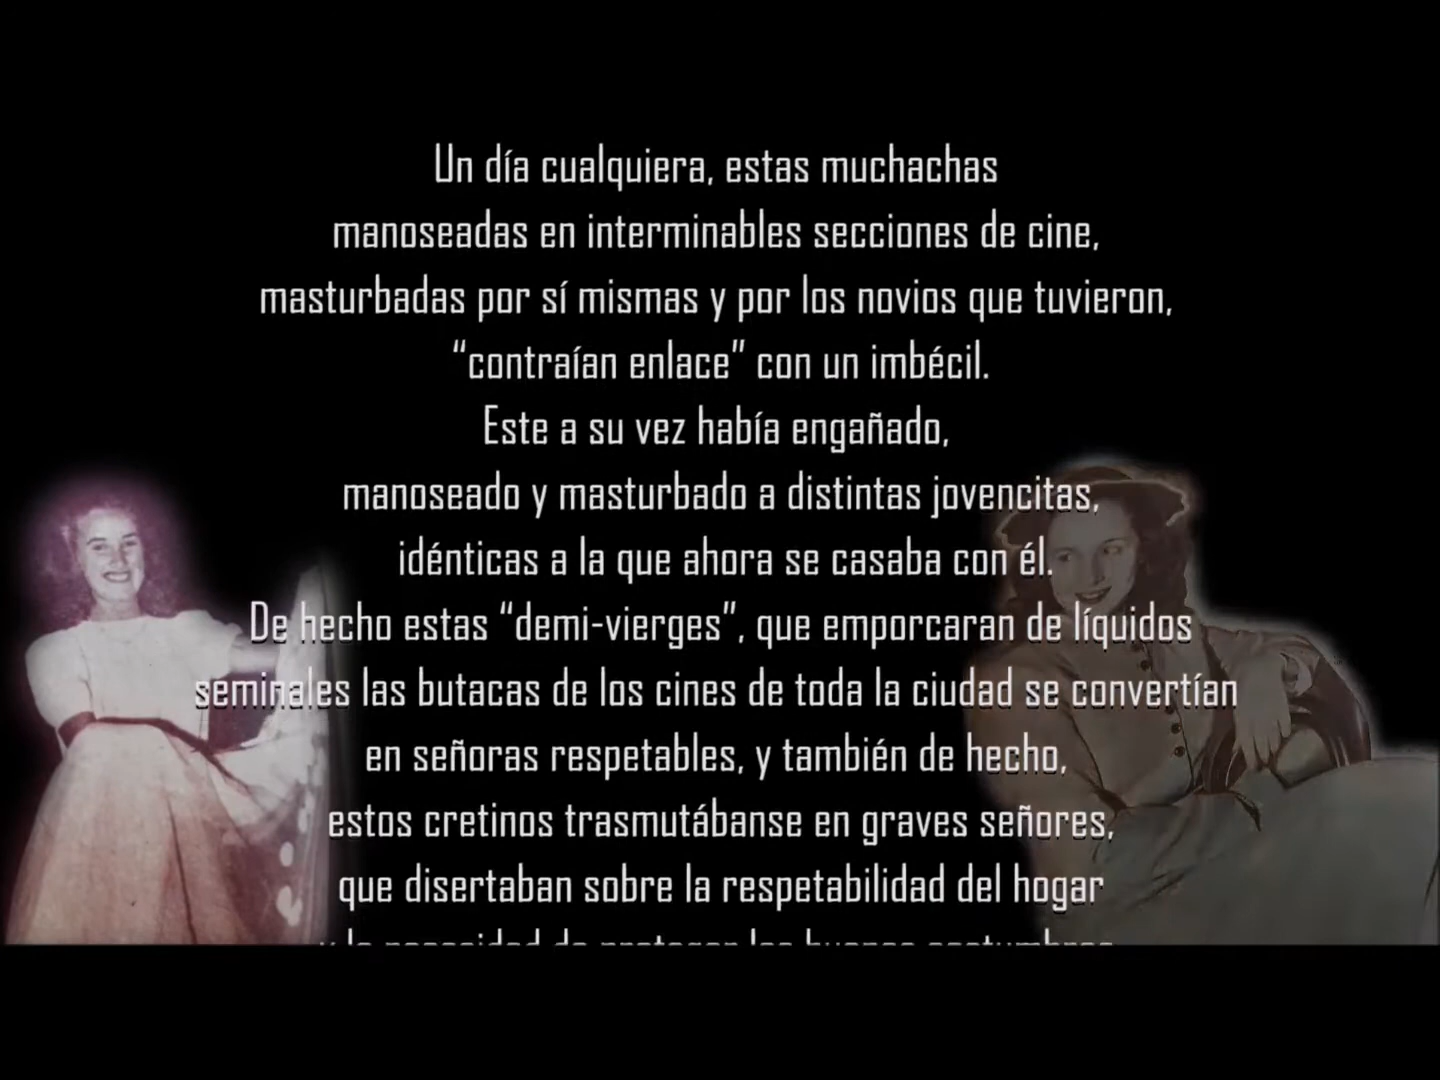 Un día cualquiera, estas muchachas
manoseadas en interminables secciones de cine,
masturbadas por sí mismas y por los novios que tuvieron,
“contraían enlace” con un imbécil.
Este a su vez había engañado,
manoseado y masturbado a distintas jovencitas,
idénticas a la que ahora se casaba con él.
De hecho estas “demi-vierges”, que emporcaran de líquidos
seminales las butacas de los cines de toda la ciudad se convertían
en señoras respetables, y también de hecho,
estos cretinos trasmutábanse en graves señores,
que disertaban sobre la respetabilidad del hogar